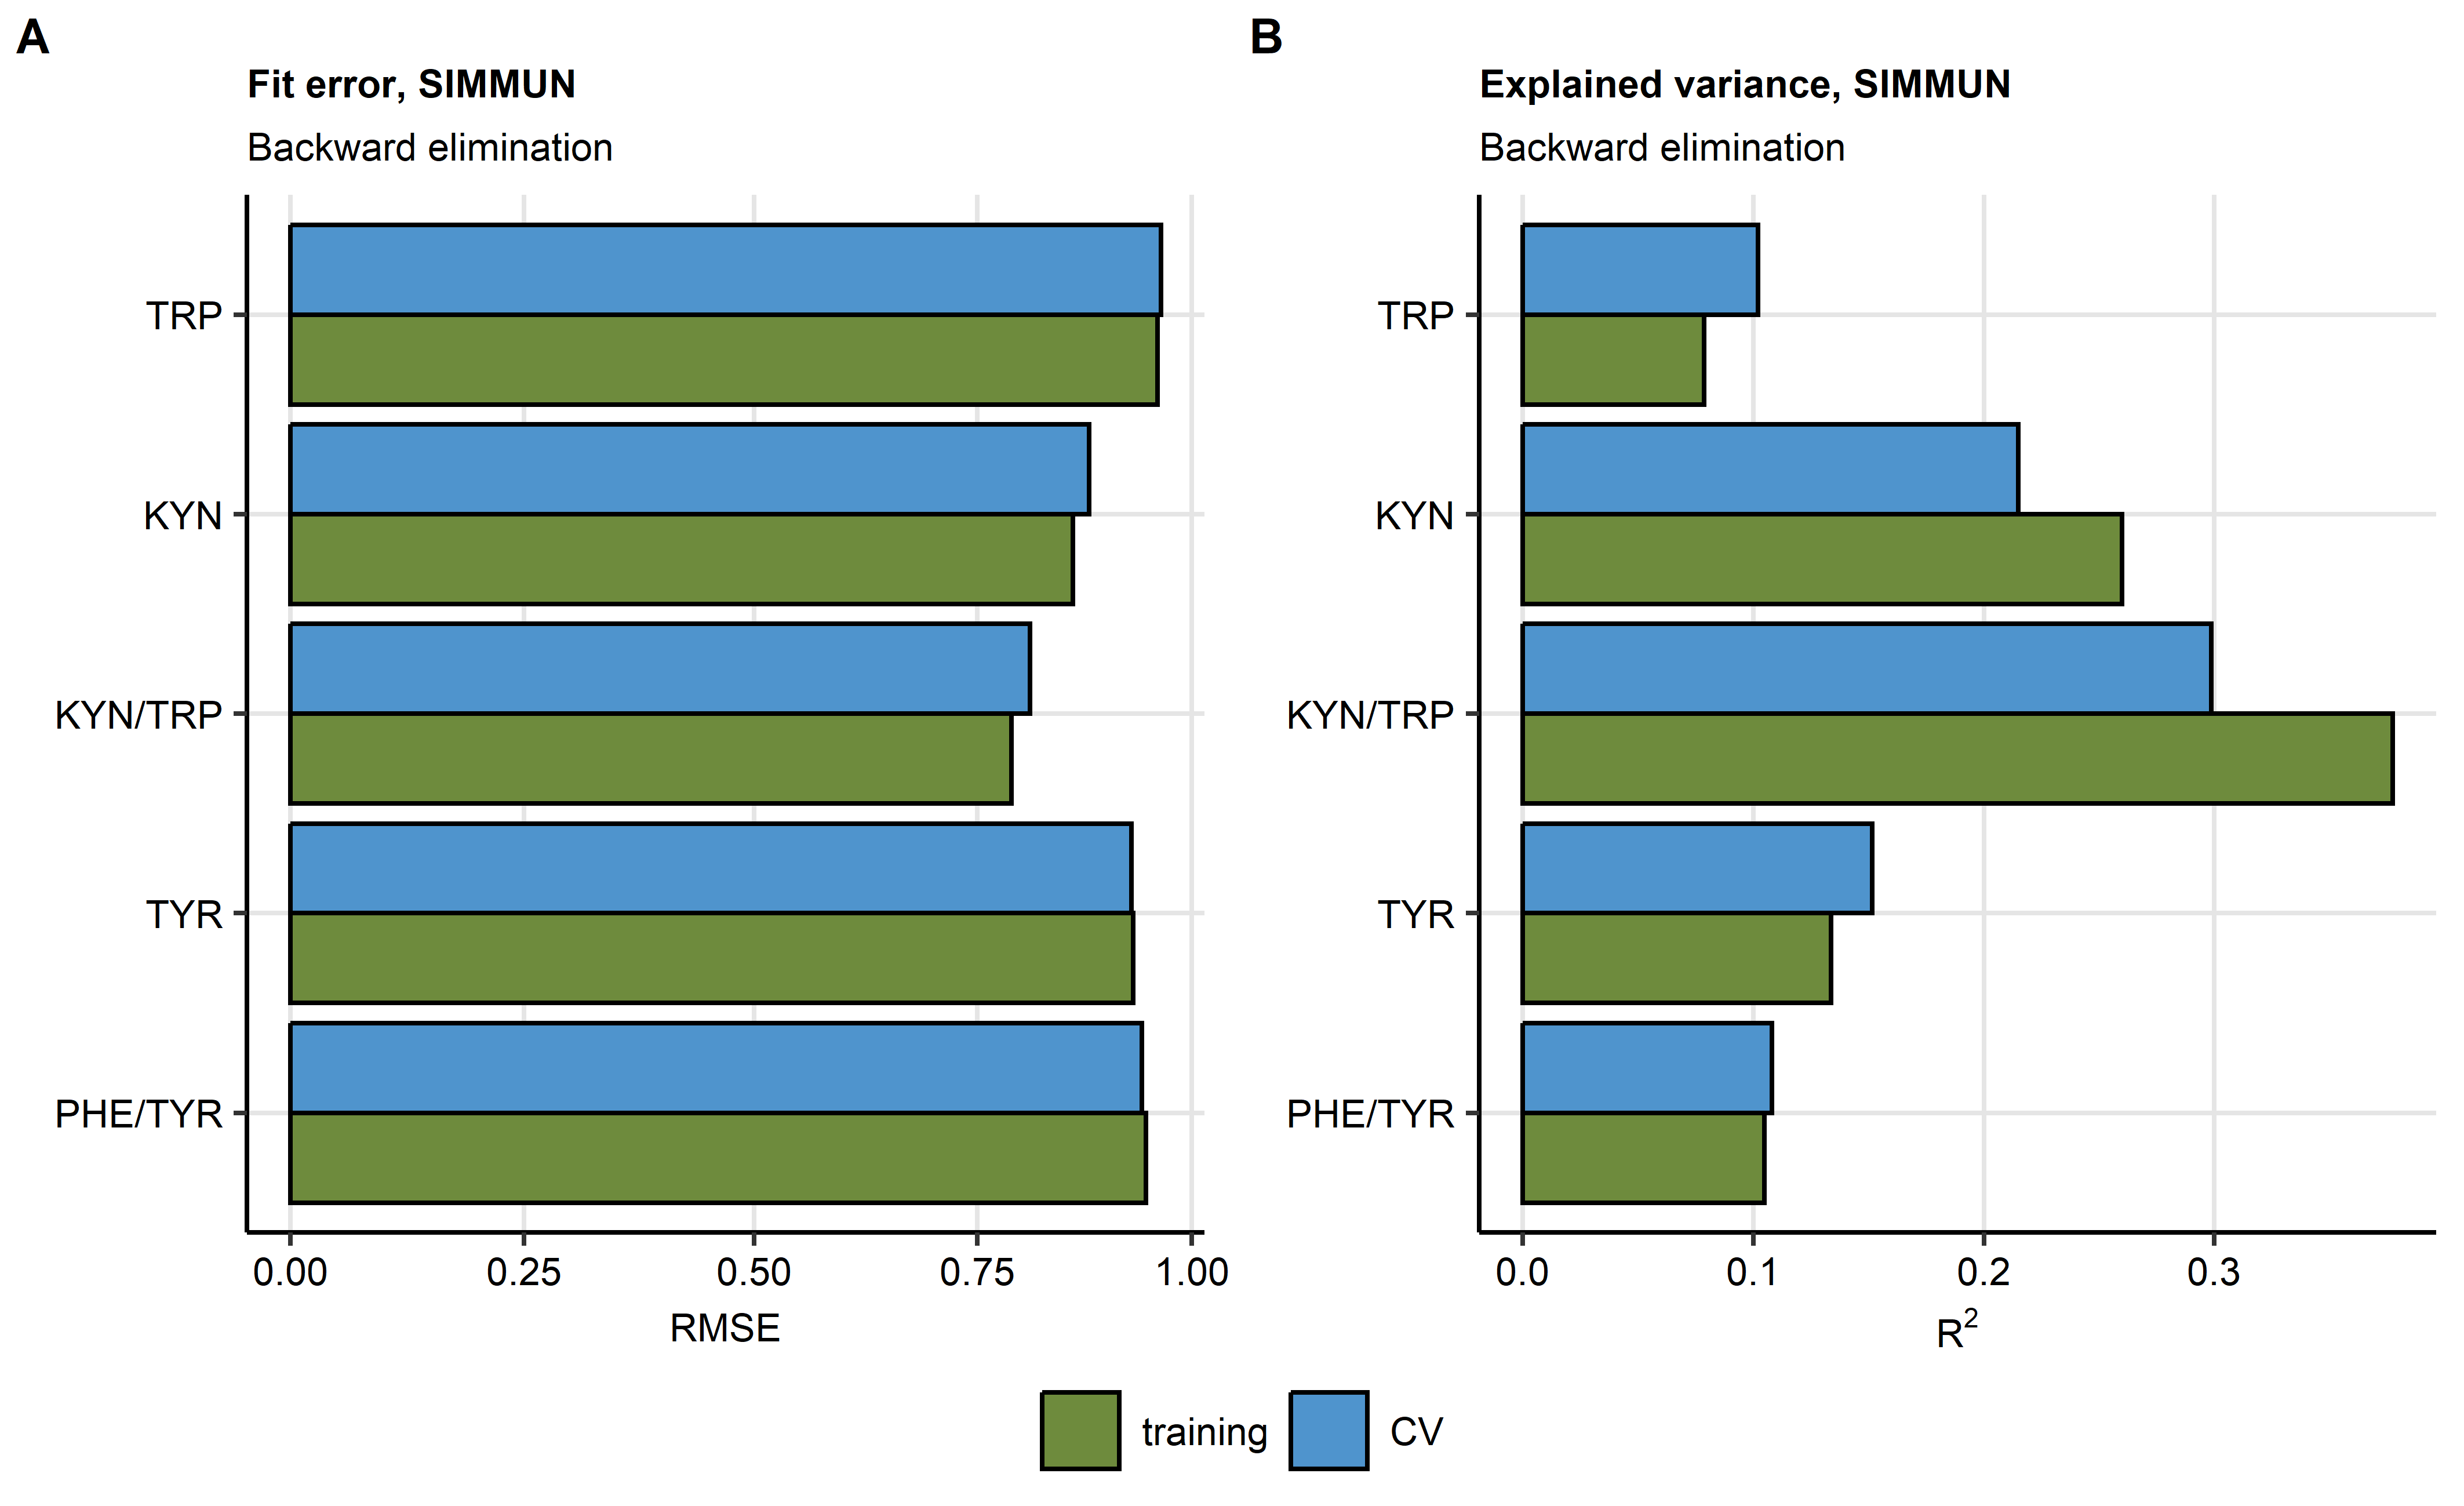 A
Fit error, SIMMUN
Backward elimination
TRP
KYN
KYN/TRP
TYR
PHE/TYR
0.00 0.25 0.50 0.75 1.00
RMSE
B
Explained variance, SIMMUN
Backward elimination
TRP
KYN
KYN/TRP
TYR
PHE/TYR
0.0 0.1 0.2 0.3
R²
training CV